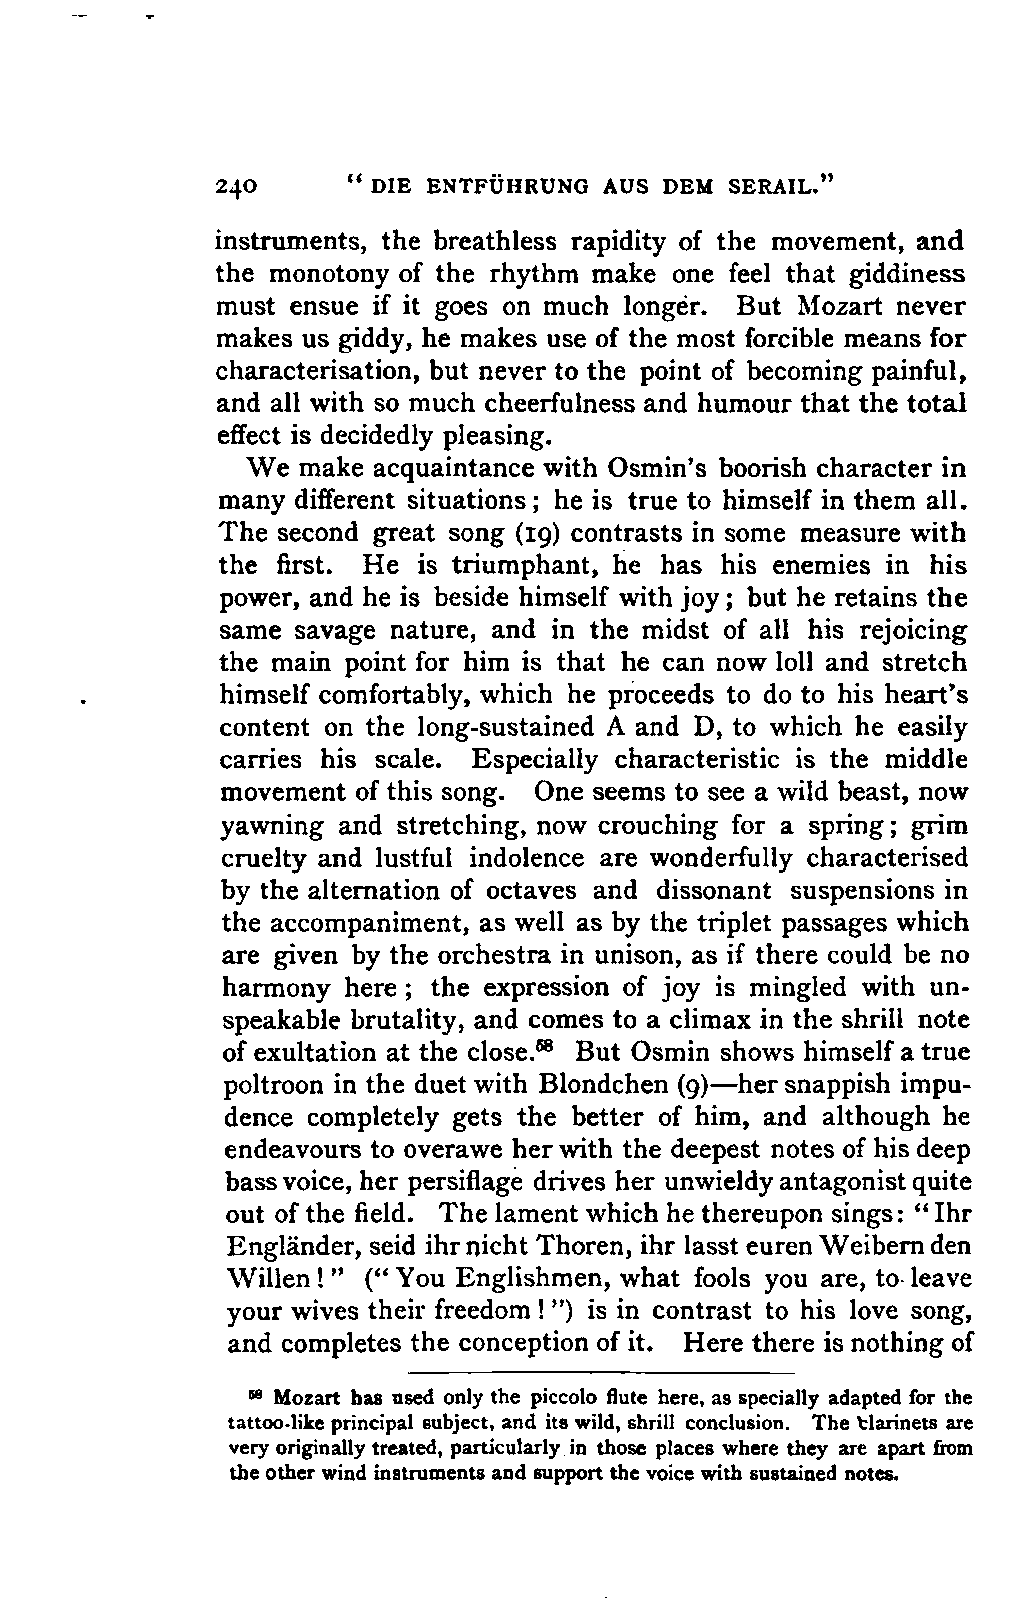 240 “ DIE ENTFÜHRUNG AUS DEM SERAIL.”
instruments, the breathless rapidity of the movement, and
the monotony of the rhythm make one feel that giddiness
must ensue if it goes on much longer. But Mozart never
makes us giddy, he makes use of the most forcible means for
characterisation, but never to the point of becoming painful,
and all with so much cheerfulness and humour that the total
effect is decidedly pleasing.
We make acquaintance with Osmin’s boorish character in
many different situations ; he is true to himself in them all.
The second great song (19) contrasts in some measure with
the first. He is triumphant, he has his enemies in his
power, and he is beside himself with joy ; but he retains the
same savage nature, and in the midst of all his rejoicing
the main point for him is that he can now loll and stretch
himself comfortably, which he proceeds to do to his heart’s
content on the long-sustained A and D, to which he easily
carries his scale. Especially characteristic is the middle
movement of this song. One seems to see a wild beast, now
yawning and stretching, now crouching for a spring ; grim
cruelty and lustful indolence are wonderfully characterised
by the alternation of octaves and dissonant suspensions in
the accompaniment, as well as by the triplet passages which
are given by the orchestra in unison, as if there could be no
harmony here ; the expression of joy is mingled with un-
speakable brutality, and comes to a climax in the shrill note
of exultation at the close.⁵⁸ But Osmin shows himself a true
poltroon in the duet with Blondchen (9)—her snappish impu-
dence completely gets the better of him, and although he
endeavours to overawe her with the deepest notes of his deep
bass voice, her persiflage drives her unwieldy antagonist quite
out of the field. The lament which he thereupon sings: “ Ihr
Engländer, seid ihr nicht Thoren, ihr lasst euren Weibern den
Willen ! ” (“ You Englishmen, what fools you are, to leave
your wives their freedom ! ”) is in contrast to his love song,
and completes the conception of it. Here there is nothing of
⁵⁸ Mozart has used only the piccolo flute here, as specially adapted for the
tattoo-like principal subject, and its wild, shrill conclusion. The clarinets are
very originally treated, particularly in those places where they are apart from
the other wind instruments and support the voice with sustained notes.